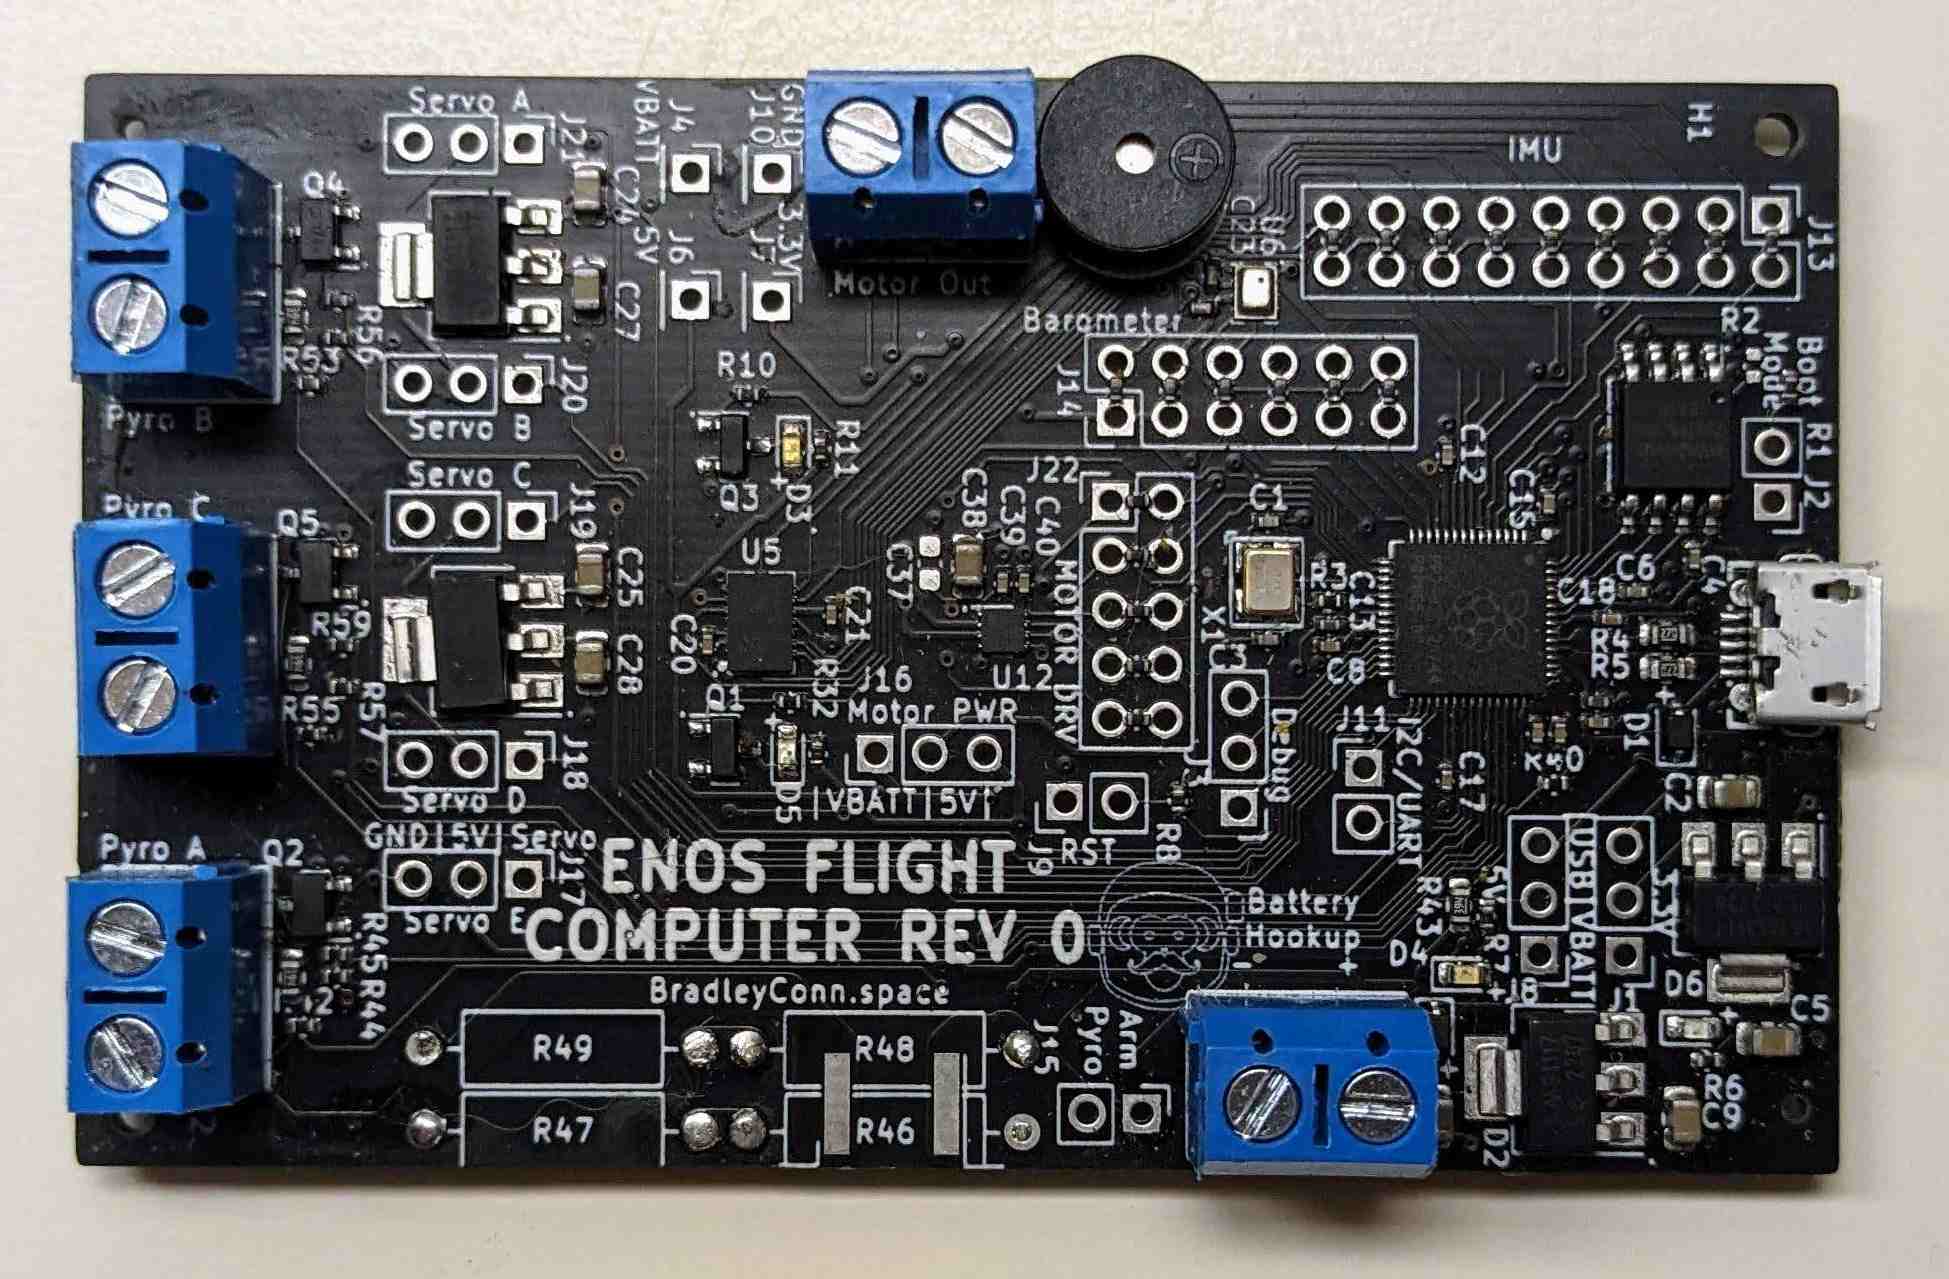 Servo A
J21
VBATT
J4
GND
J10
H1
IMU
Q4
C24
5V
3.3V
C23
U6
J13
J6
J7
Motor Out
C27
R53
R56
Barometer
R2
Boot
Mode
J20
R10
J14
Pyro B
Servo B
R11
R1
J2
Servo C
J22
C12
Pyro C
Q5
J19
Q3
D3
C38
C39
C40
C1
C15
U5
C25
C37
MOTOR DRV
R3
C13
C6
C4
C18
R59
C20
C21
X1
R4
R5
C28
R55
R57
Q1
R32
J16
U12
C8
Motor PWR
J11
D1
J18
Debug
I2C/UART
C17
C2
Servo D
D5
|VBATT|5V|
GND|5V|Servo
Pyro A
Q2
J17
J9
RST
R8
ENOS FLIGHT
COMPUTER REV 0
Servo E
Battery
Hookup
- +
R43
5V
USB
VBATT
3.3V
R45
R44
D4
R7
J8
J1
D6
C5
BradleyConn.space
R49
R48
J15
Pyro
Arm
R47
R46
D2
R6
C9